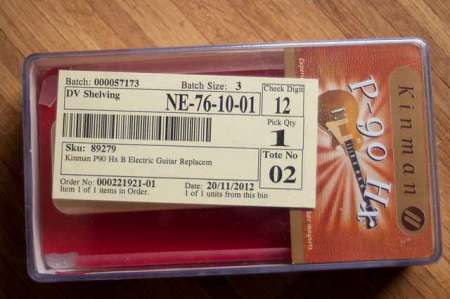 Batch: 000057173
Batch Size: 3
Check Digit
DV Shelving
NE-76-10-01
12
Pick Qty
1
Sku: 89279
Kinman P90 Hx B Electric Guitar Replacem
Tote No
02
Order No: 000221921-01
Date: 20/11/2012
Item 1 of 1 items in Order.
1 of 1 units from this bin
kinman
P-90 Hx